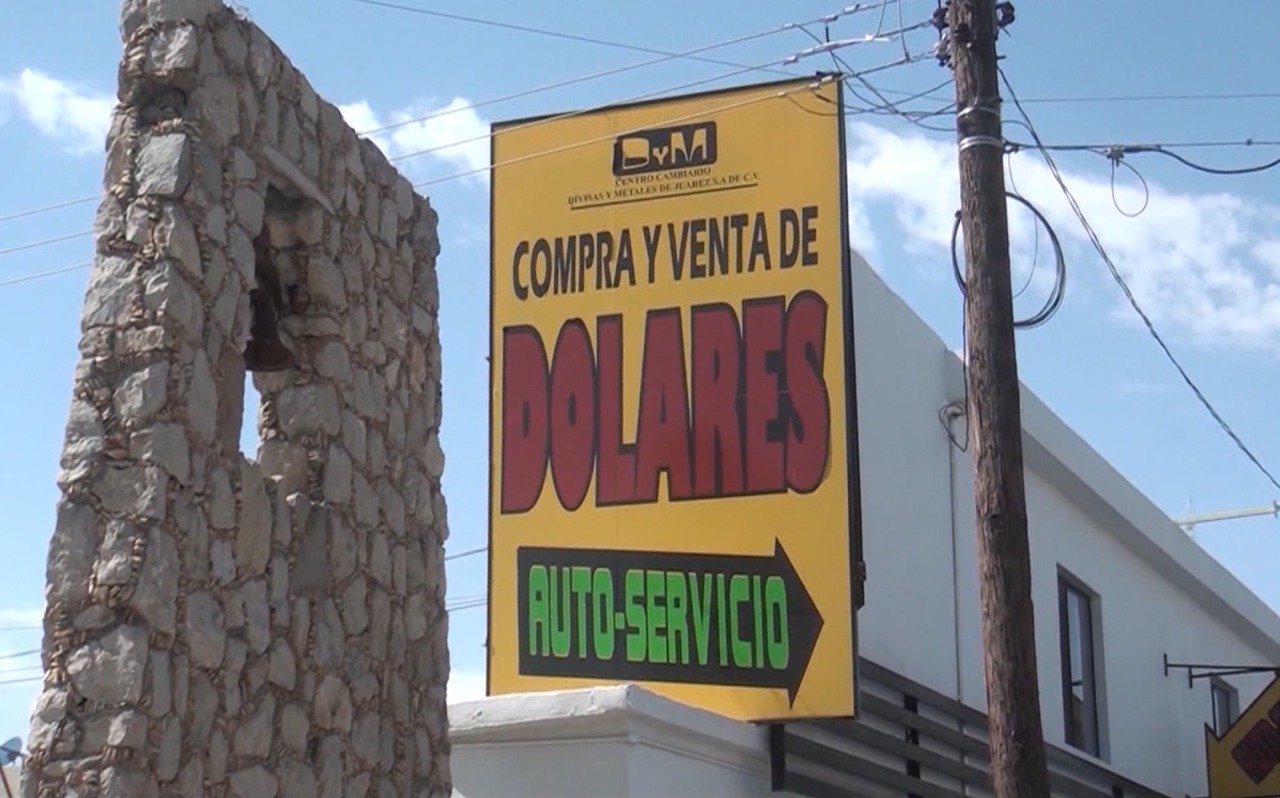 DYM
CENTRO CAMBIARIO
DIVISAS Y METALES DE JUAREZ S.A DE C.V.
COMPRA Y VENTA DE
DOLARES
AUTO-SERVICIO